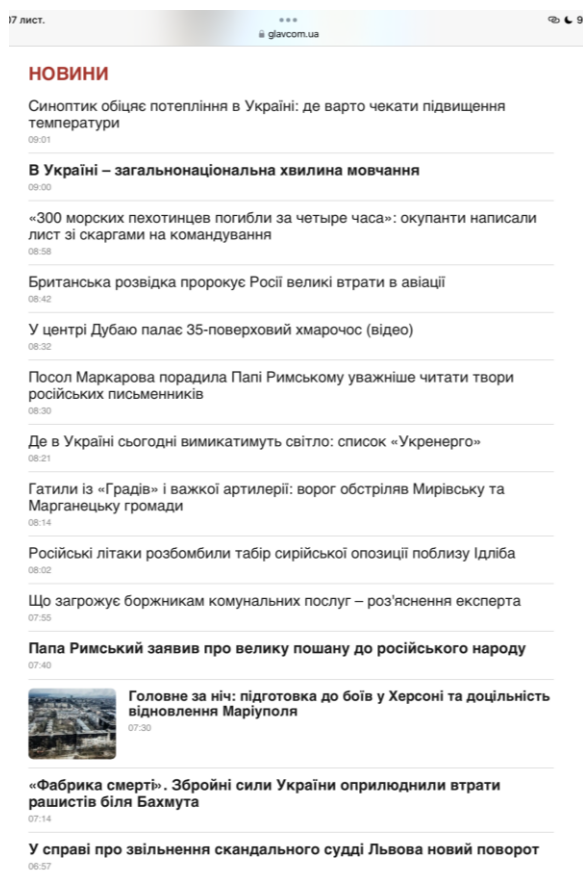 07 лист.
9
glavcom.ua
НОВИНИ
Синоптик обіцяє потепління в Україні: де варто чекати підвищення
температури
09:01
В Україні – загальнонаціональна хвилина мовчання
09:00
«300 морских пехотинцев погибли за четыре часа»: окупанти написали
лист зі скаргами на командування
08:58
Британська розвідка пророкує Росії великі втрати в авіації
08:42
У центрі Дубаю палає 35-поверховий хмарочос (відео)
08:32
Посол Маркарова порадила Папі Римському уважніше читати твори
російських письменників
08:30
Де в Україні сьогодні вимикатимуть світло: список «Укренерго»
08:21
Гатили із «Градів» і важкої артилерії: ворог обстріляв Мирівську та
Марганецьку громади
08:14
Російські літаки розбомбили табір сирійської опозиції поблизу Ідліба
08:02
Що загрожує боржникам комунальних послуг – роз'яснення експерта
07:55
Папа Римський заявив про велику пошану до російського народу
07:40
Головне за ніч: підготовка до боїв у Херсоні та доцільність
відновлення Маріуполя
07:30
«Фабрика смерті». Збройні сили України оприлюднили втрати
рашистів біля Бахмута
07:14
У справі про звільнення скандального судді Львова новий поворот
06:57